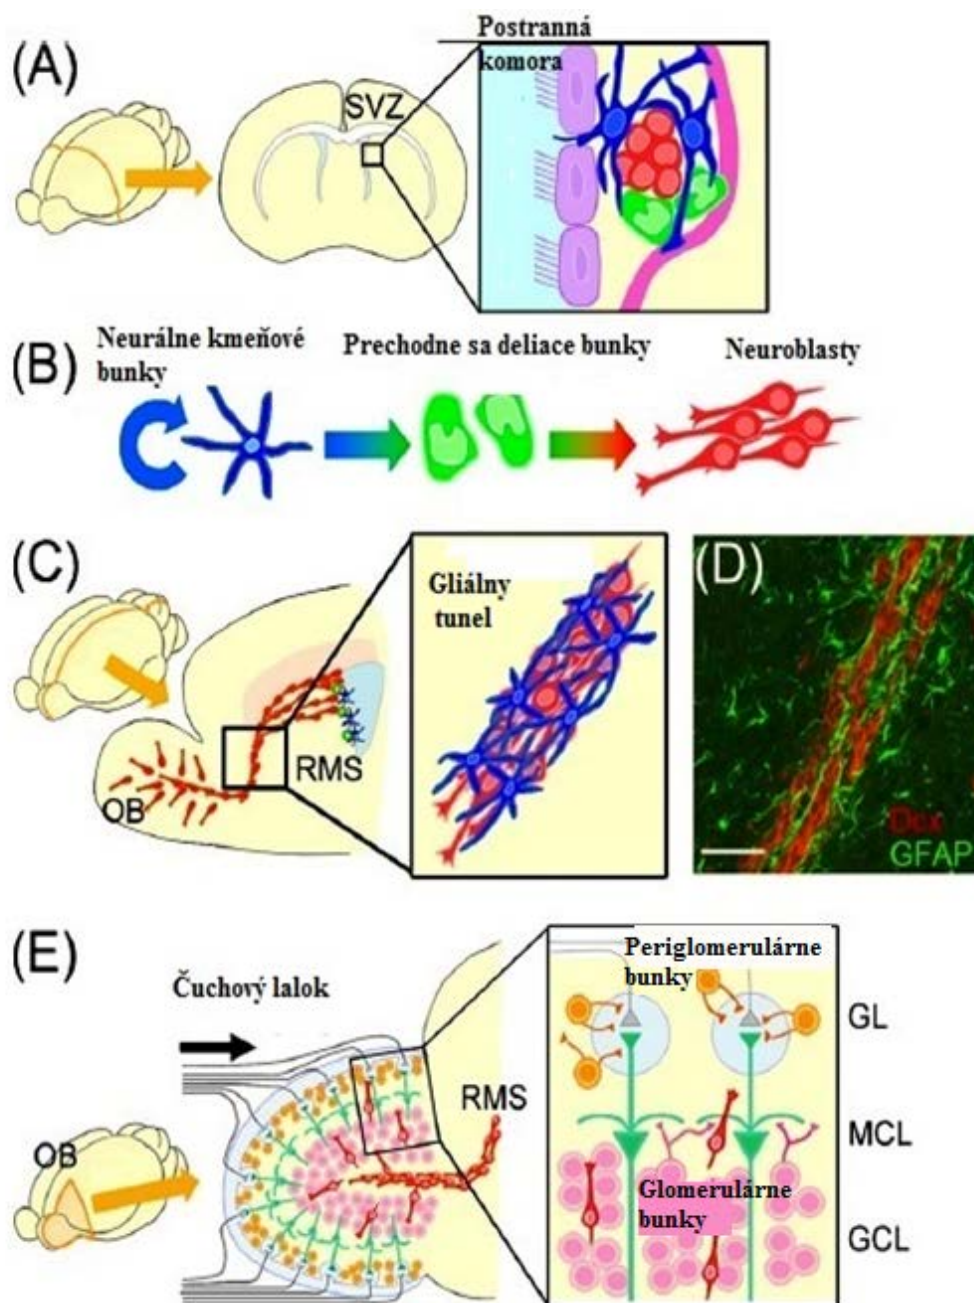 (A)
Postranná
komora
SVZ
(B)
Neurálne kmeňové
bunky
Prechodne sa deliace bunky
Neuroblasty
(C)
Gliálny
tunel
RMS
OB
(D)
Dcx
GFAP
(E)
Čuchový lalok
OB
RMS
Periglomerulárne
bunky
GL
MCL
Glomerulárne
bunky
GCL